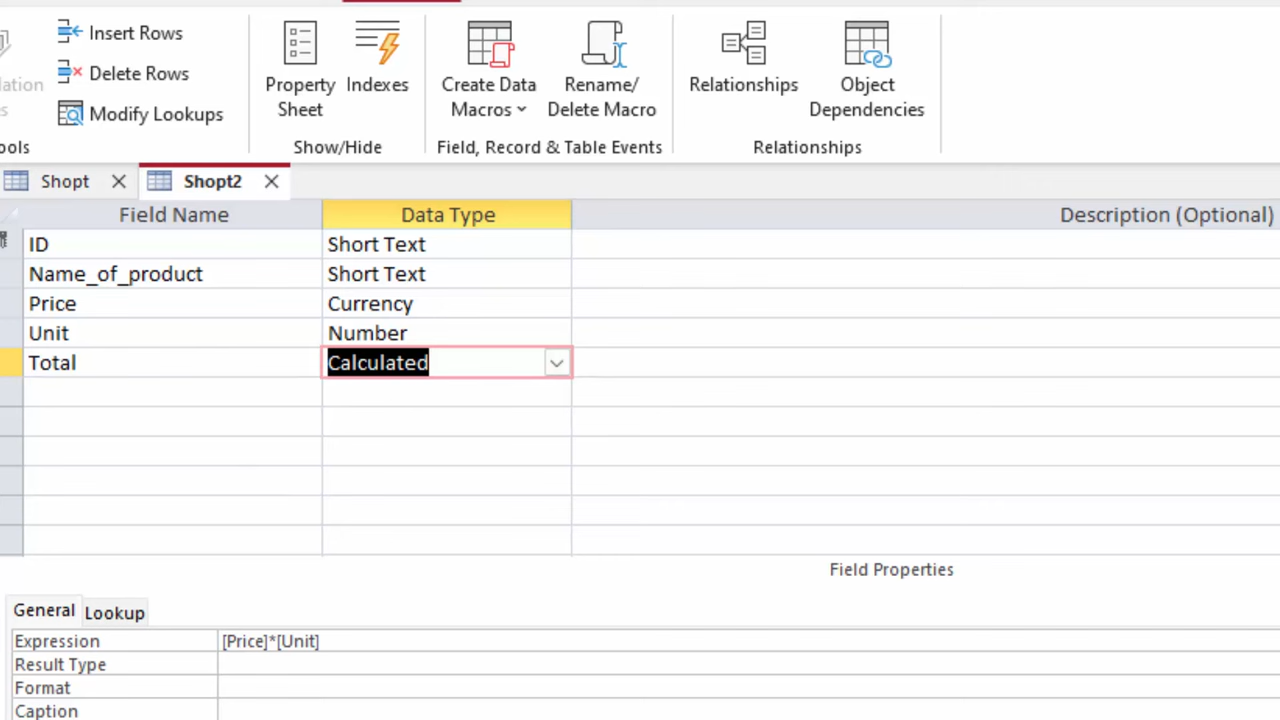 Insert Rows
Delete Rows
Modify Lookups
Property Sheet
Indexes
Create Data Macros
Rename/ Delete Macro
Relationships
Object Dependencies
Show/Hide
Field, Record & Table Events
Relationships
Shopt
Shopt2
Field Name Data Type Description (Optional)
ID Short Text
Name_of_product Short Text
Price Currency
Unit Number
Total Calculated
Field Properties
General Lookup
Expression [Price]*[Unit]
Result Type
Format
Caption